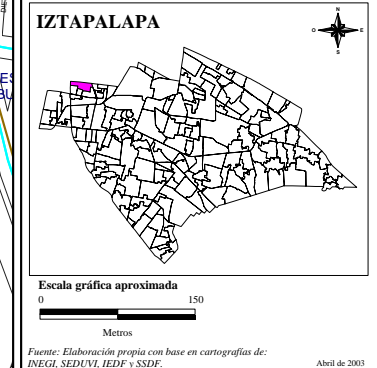 IZTAPALAPA
N
O E
S
Escala gráfica aproximada
0 150
Metros
Fuente: Elaboración propia con base en cartografías de:
INEGI, SEDUVI, IEDF y SSDF.
Abril de 2003